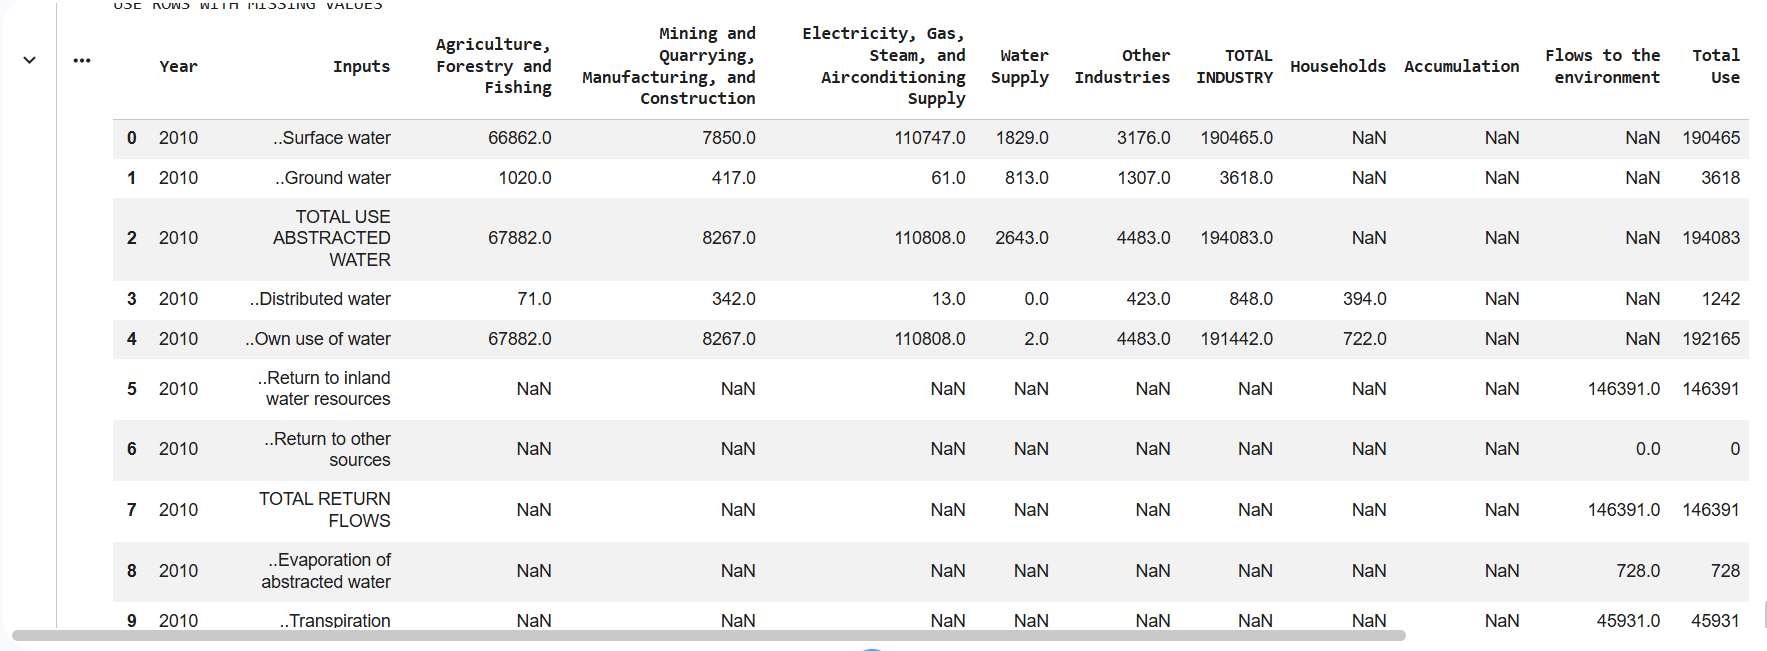 USE ROWS WITH MISSING VALUES
Year Inputs Agriculture, Forestry and Fishing Mining and Quarrying, Manufacturing, and Construction Electricity, Gas, Steam, and Airconditioning Supply Water Supply Other Industries TOTAL INDUSTRY Households Accumulation Flows to the environment Total Use
0 2010 ..Surface water 66862.0 7850.0 110747.0 1829.0 3176.0 190465.0 NaN NaN NaN 190465
1 2010 ..Ground water 1020.0 417.0 61.0 813.0 1307.0 3618.0 NaN NaN NaN 3618
2 2010 TOTAL USE ABSTRACTED WATER 67882.0 8267.0 110808.0 2643.0 4483.0 194083.0 NaN NaN NaN 194083
3 2010 ..Distributed water 71.0 342.0 13.0 0.0 423.0 848.0 394.0 NaN NaN 1242
4 2010 ..Own use of water 67882.0 8267.0 110808.0 2.0 4483.0 191442.0 722.0 NaN NaN 192165
5 2010 ..Return to inland water resources NaN NaN NaN NaN NaN NaN NaN NaN 146391.0 146391
6 2010 ..Return to other sources NaN NaN NaN NaN NaN NaN NaN NaN 0.0 0
7 2010 TOTAL RETURN FLOWS NaN NaN NaN NaN NaN NaN NaN NaN 146391.0 146391
8 2010 ..Evaporation of abstracted water NaN NaN NaN NaN NaN NaN NaN NaN 728.0 728
9 2010 ..Transpiration NaN NaN NaN NaN NaN NaN NaN NaN 45931.0 45931